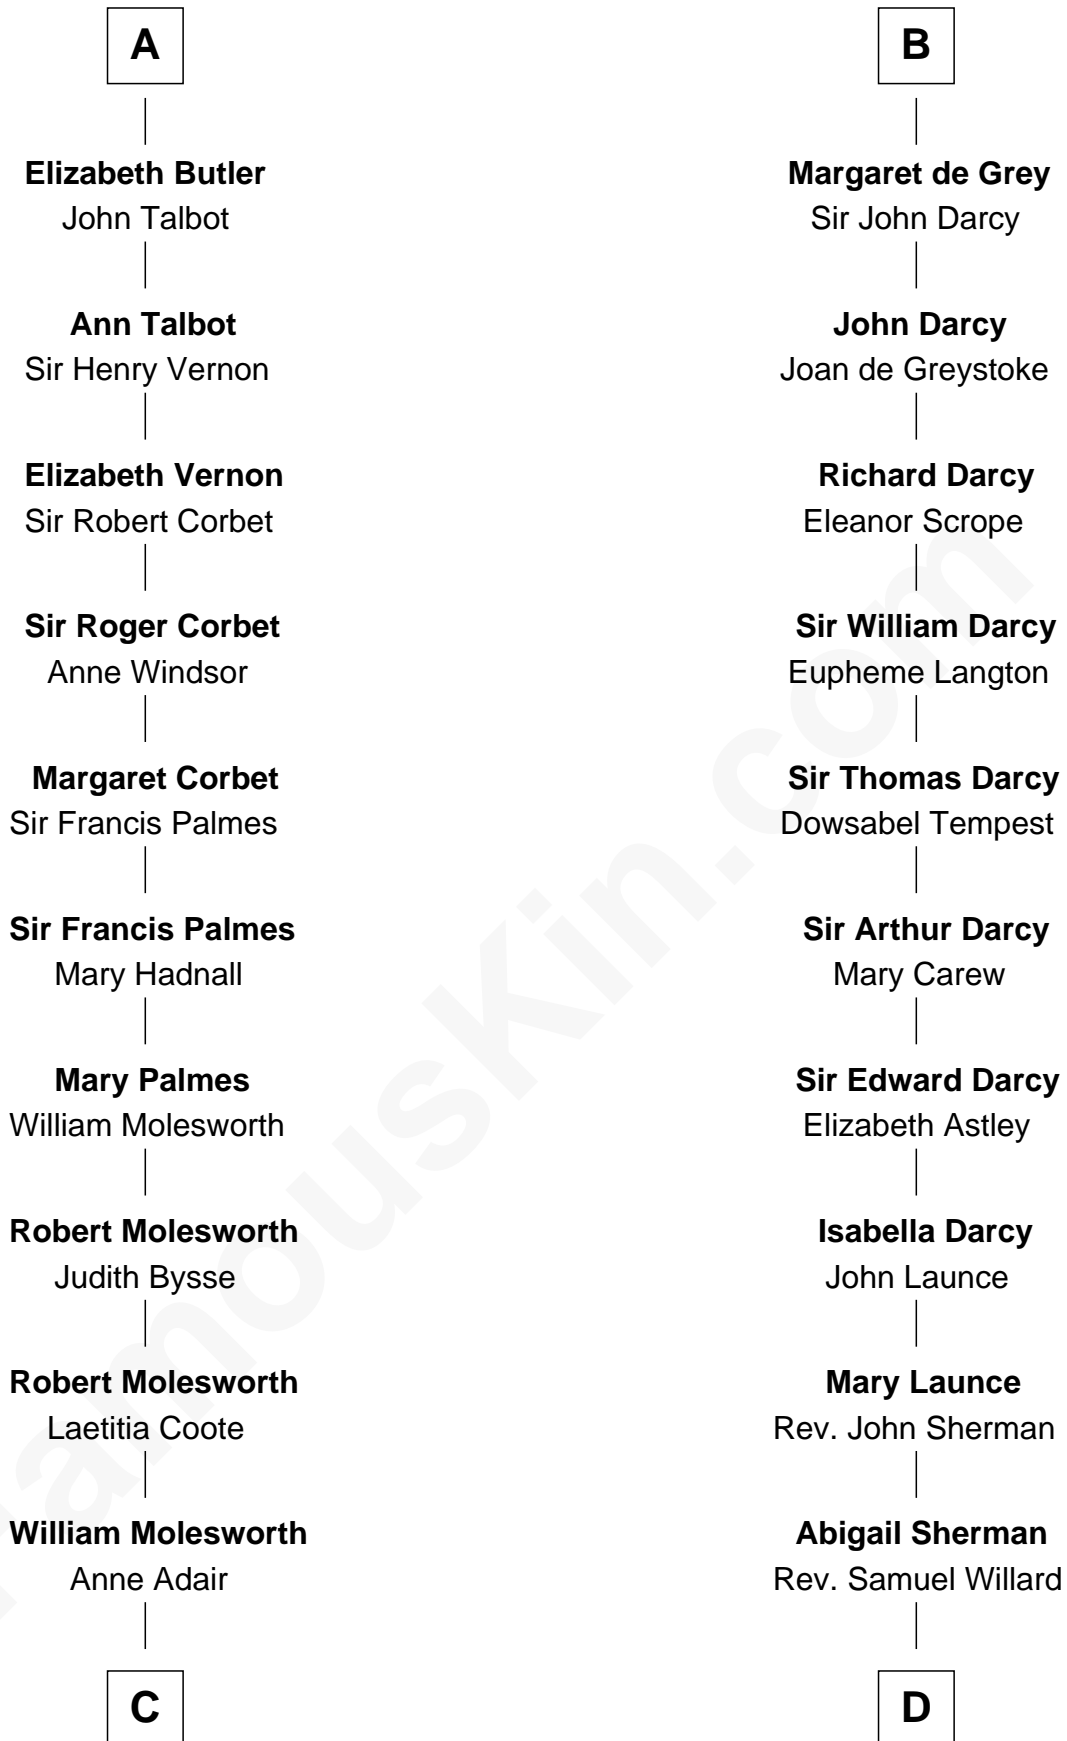 A
Elizabeth Butler
John Talbot
Ann Talbot
Sir Henry Vernon
Elizabeth Vernon
Sir Robert Corbet
Sir Roger Corbet
Anne Windsor
Margaret Corbet
Sir Francis Palmes
Sir Francis Palmes
Mary Hadnall
Mary Palmes
William Molesworth
Robert Molesworth
Judith Bysse
Robert Molesworth
Laetitia Coote
William Molesworth
Anne Adair
C
B
Margaret de Grey
Sir John Darcy
John Darcy
Joan de Greystoke
Richard Darcy
Eleanor Scrope
Sir William Darcy
Eupheme Langton
Sir Thomas Darcy
Dowsabel Tempest
Sir Arthur Darcy
Mary Carew
Sir Edward Darcy
Elizabeth Astley
Isabella Darcy
John Launce
Mary Launce
Rev. John Sherman
Abigail Sherman
Rev. Samuel Willard
D
FamousKin.com